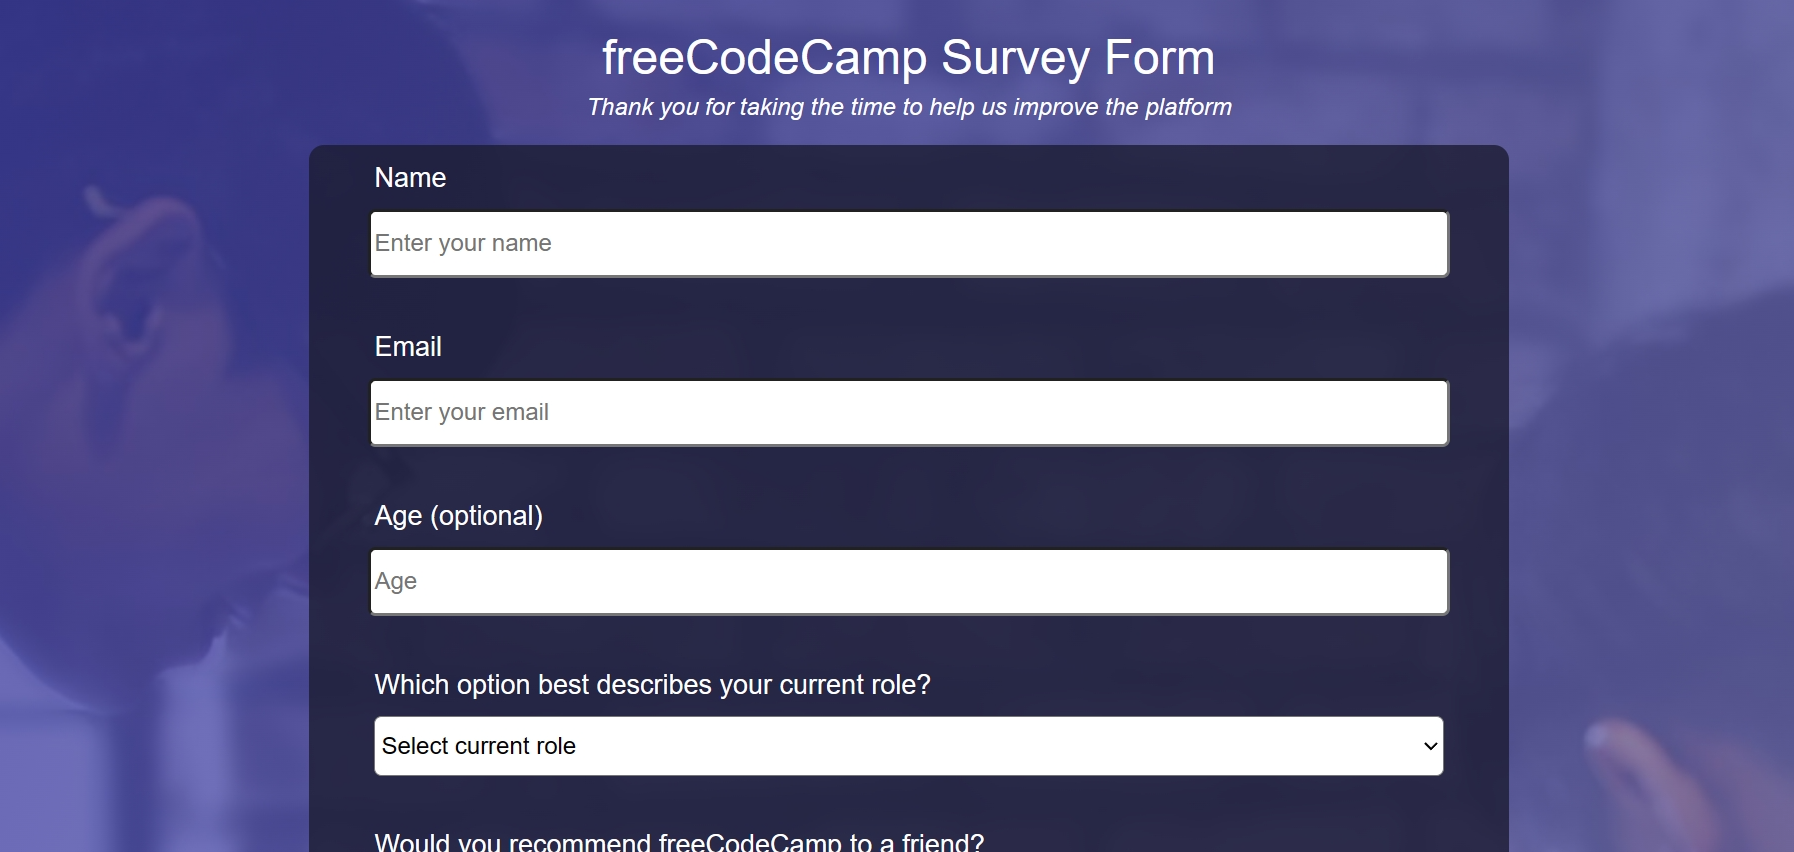 freeCodeCamp Survey Form
Thank you for taking the time to help us improve the platform
Name
Enter your name
Email
Enter your email
Age (optional)
Age
Which option best describes your current role?
Select current role
Would you recommend freeCodeCamp to a friend?